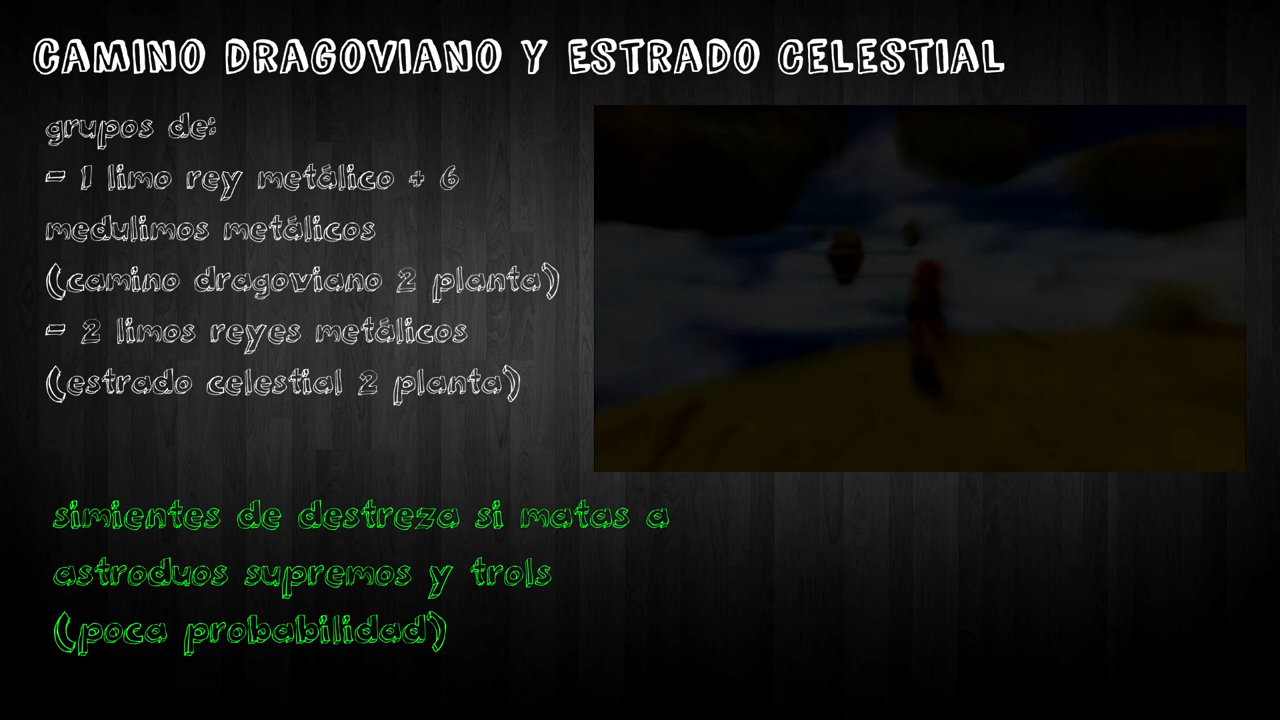 CAMINO DRAGOVIANO Y ESTRADO CELESTIAL
grupos de:
- 1 limo rey metálico + 6
medulimos metálicos
(camino dragoviano 2 planta)
- 2 limos reyes metálicos
(estrado celestial 2 planta)
simientes de destreza si matas a
astroduos supremos y trols
(poca probabilidad)